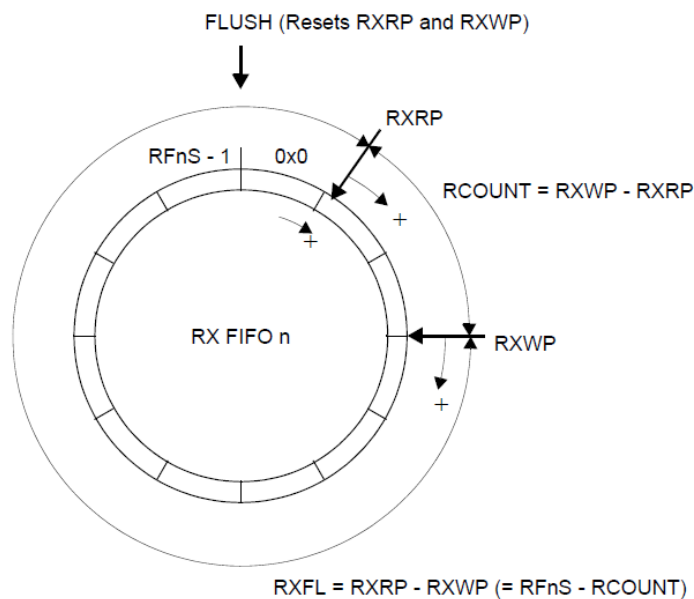 FLUSH (Resets RXRP and RXWP)
RXRP
RFnS - 1 0x0
RCOUNT = RXWP - RXRP
+
+
RX FIFO n
RXWP
+
RXFL = RXRP - RXWP (= RFnS - RCOUNT)